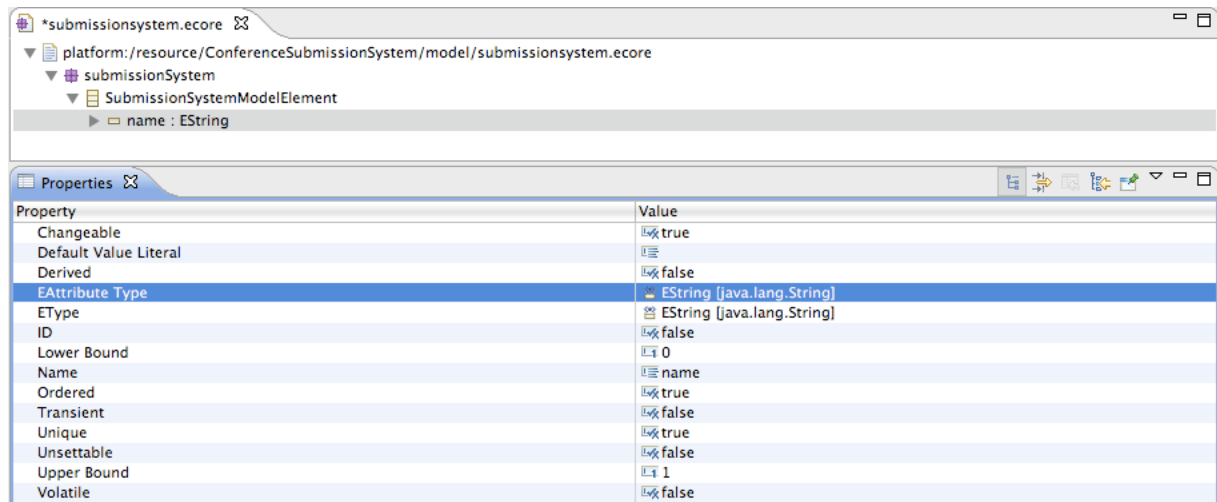 *submissionsystem.ecore
platform:/resource/ConferenceSubmissionSystem/model/submissionsystem.ecore
submissionSystem
SubmissionSystemModelElement
name : EString
Properties
Property Value
Changeable true
Default Value Literal
Derived false
EAttribute Type EString [java.lang.String]
EType EString [java.lang.String]
ID false
Lower Bound 0
Name name
Ordered true
Transient false
Unique true
Unsettable false
Upper Bound 1
Volatile false